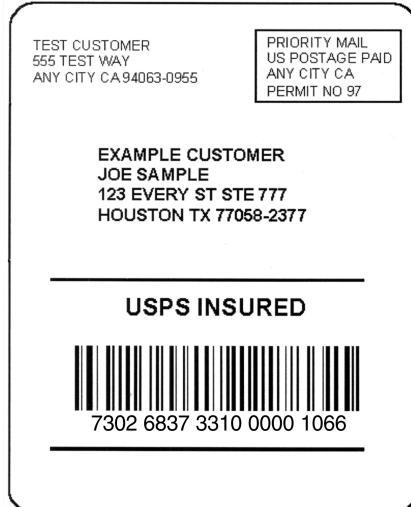 TEST CUSTOMER
555 TEST WAY
ANY CITY CA 94063-0955
PRIORITY MAIL
US POSTAGE PAID
ANY CITY CA
PERMIT NO 97
EXAMPLE CUSTOMER
JOE SAMPLE
123 EVERY ST STE 777
HOUSTON TX 77058-2377
USPS INSURED
7302 6837 3310 0000 1066